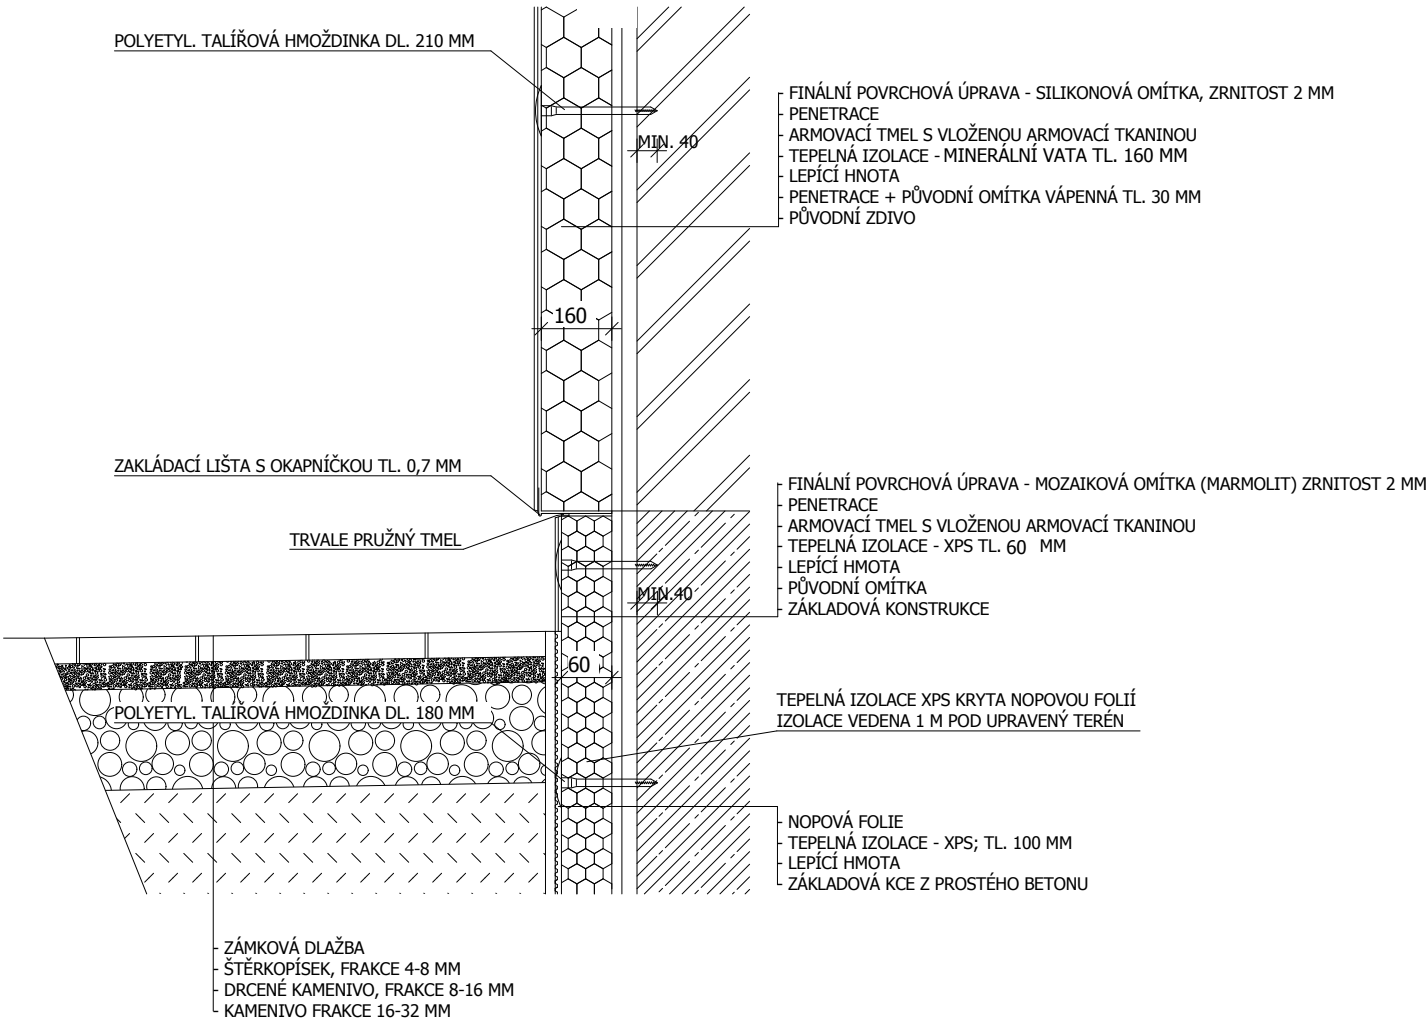 POLYETYL. TALÍŘOVÁ HMOŽDINKA DL. 210 MM
- FINÁLNÍ POVRCHOVÁ ÚPRAVA - SILIKONOVÁ OMÍTKA, ZRNITOST 2 MM
- PENETRACE
- ARMOVACÍ TMEL S VLOŽENOU ARMOVACÍ TKANINOU
- TEPELNÁ IZOLACE - MINERÁLNÍ VATA TL. 160 MM
- LEPÍCÍ HNOTA
- PENETRACE + PŮVODNÍ OMÍTKA VÁPENNÁ TL. 30 MM
- PŮVODNÍ ZDIVO
MIN. 40
160
ZAKLÁDACÍ LIŠTA S OKAPNÍČKOU TL. 0,7 MM
TRVALE PRUŽNÝ TMEL
- FINÁLNÍ POVRCHOVÁ ÚPRAVA - MOZAIKOVÁ OMÍTKA (MARMOLIT) ZRNITOST 2 MM
- PENETRACE
- ARMOVACÍ TMEL S VLOŽENOU ARMOVACÍ TKANINOU
- TEPELNÁ IZOLACE - XPS TL. 60 MM
- LEPÍCÍ HMOTA
- PŮVODNÍ OMÍTKA
- ZÁKLADOVÁ KONSTRUKCE
MIN.40
60
POLYETYL. TALÍŘOVÁ HMOŽDINKA DL. 180 MM
TEPELNÁ IZOLACE XPS KRYTA NOPOVOU FOLIÍ
IZOLACE VEDENA 1 M POD UPRAVENÝ TERÉN
- NOPOVÁ FOLIE
- TEPELNÁ IZOLACE - XPS; TL. 100 MM
- LEPÍCÍ HMOTA
- ZÁKLADOVÁ KCE Z PROSTÉHO BETONU
- ZÁMKOVÁ DLAŽBA
- ŠTĚRKOPÍSEK, FRAKCE 4-8 MM
- DRCENÉ KAMENIVO, FRAKCE 8-16 MM
- KAMENIVO FRAKCE 16-32 MM